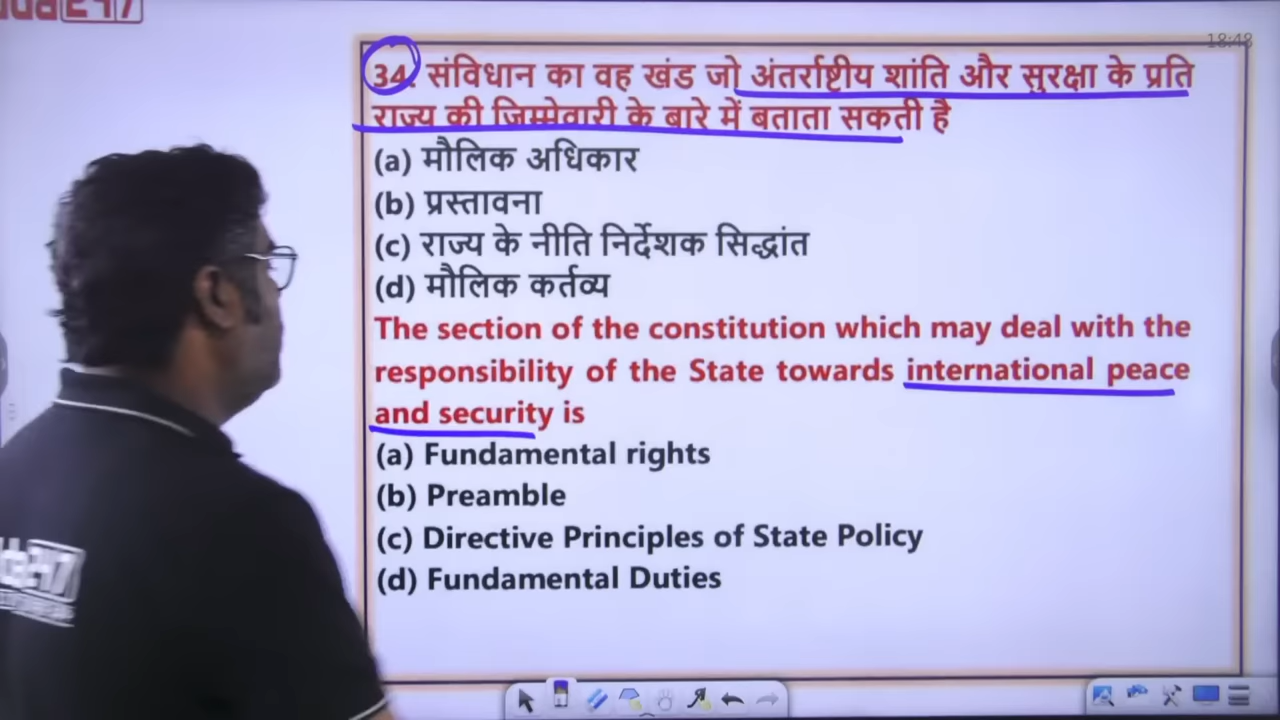 18:48
34. संविधान का वह खंड जो अंतर्राष्ट्रीय शांति और सुरक्षा के प्रति
राज्य की जिम्मेवारी के बारे में बताता सकती है
(a) मौलिक अधिकार
(b) प्रस्तावना
(c) राज्य के नीति निर्देशक सिद्धांत
(d) मौलिक कर्तव्य
The section of the constitution which may deal with the
responsibility of the State towards international peace
and security is
(a) Fundamental rights
(b) Preamble
(c) Directive Principles of State Policy
(d) Fundamental Duties
247